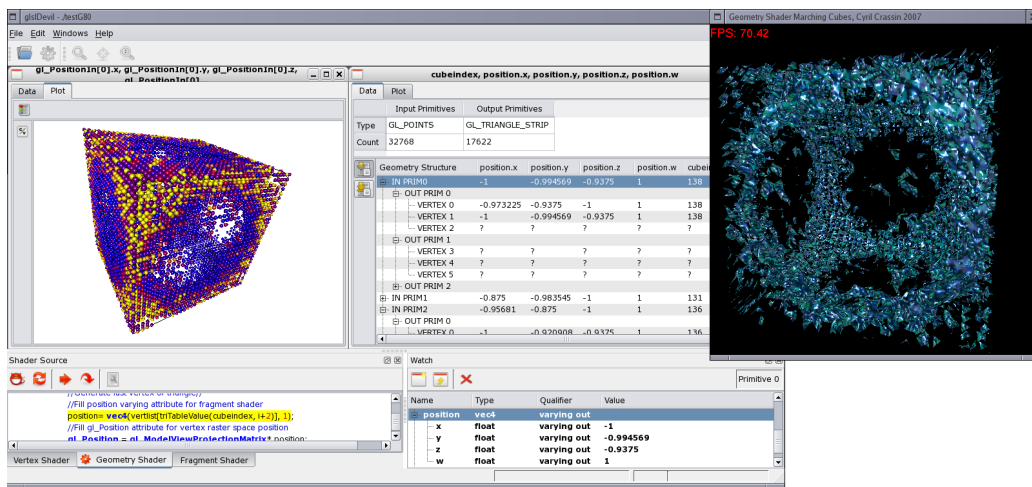 glslDevil - ./testG80
Geometry Shader Marching Cubes, Cyril Crassin 2007
File Edit Windows Help
FPS: 70.42
gl_PositionIn[0].x, gl_PositionIn[0].y, gl_PositionIn[0].z,
gl_PositionIn[0]
cubeindex, position.x, position.y, position.z, position.w
Data Plot
Data Plot
Input Primitives Output Primitives
Type GL_POINTS GL_TRIANGLE_STRIP
Count 32768 17622
Geometry Structure position.x position.y position.z position.w cubei
IN PRIM0 -1 -0.994569 -0.9375 1 138
OUT PRIM 0
VERTEX 0 -0.973225 -0.9375 -1 1 138
VERTEX 1 -1 -0.994569 -0.9375 1 138
VERTEX 2 ? ? ? ? ?
OUT PRIM 1
VERTEX 3 ? ? ? ? ?
VERTEX 4 ? ? ? ? ?
VERTEX 5 ? ? ? ? ?
OUT PRIM 2
IN PRIM1 -0.875 -0.983545 -1 1 131
IN PRIM2 -0.95681 -0.875 -1 1 136
OUT PRIM 0
VERTEX 0 -1 -0.920908 -0.9375 1 136
Shader Source
//Fill position varying attribute for fragment shader
position= vec4(vertlist[triTableValue(cubeindex, i+2)], 1);
//Fill gl_Position attribute for vertex raster space position
gl_Position = gl_ModelViewProjectionMatrix* position;
Vertex Shader Geometry Shader Fragment Shader
Watch
Primitive 0
Name Type Qualifier Value
position vec4 varying out
x float varying out -1
y float varying out -0.994569
z float varying out -0.9375
w float varying out 1